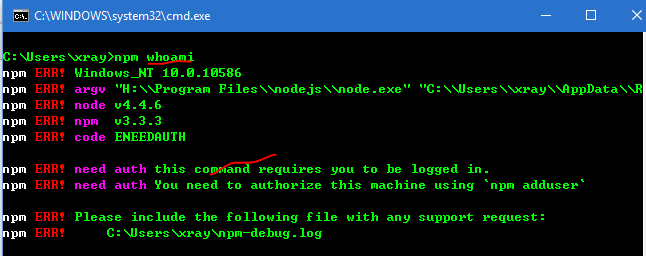 C:\WINDOWS\system32\cmd.exe
C:\Users\xray>npm whoami
npm ERR! Windows_NT 10.0.10586
npm ERR! argv "H:\\Program Files\\nodejs\\node.exe" "C:\\Users\\xray\\AppData\\R
npm ERR! node v4.4.6
npm ERR! npm  v3.3.3
npm ERR! code ENEEDAUTH
npm ERR! need auth this command requires you to be logged in.
npm ERR! need auth You need to authorize this machine using `npm adduser`
npm ERR! Please include the following file with any support request:
npm ERR!     C:\Users\xray\npm-debug.log